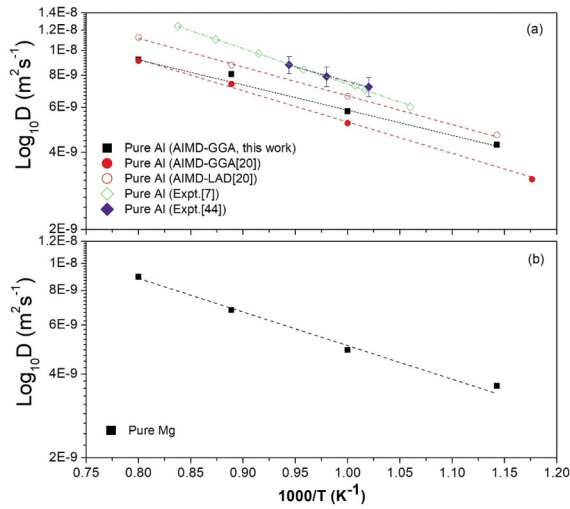 1.4E-8
1.2E-8
1E-8
8E-9
6E-9
4E-9
2E-9
Log10D (m2s-1)
(a)
Pure Al (AIMD-GGA, this work)
Pure Al (AIMD-GGA[20])
Pure Al (AIMD-LAD[20])
Pure Al (Expt.[7])
Pure Al (Expt.[44])
1.2E-8
1E-8
8E-9
6E-9
4E-9
2E-9
Log10D (m2s-1)
(b)
Pure Mg
0.75 0.80 0.85 0.90 0.95 1.00 1.05 1.10 1.15 1.20
1000/T (K-1)